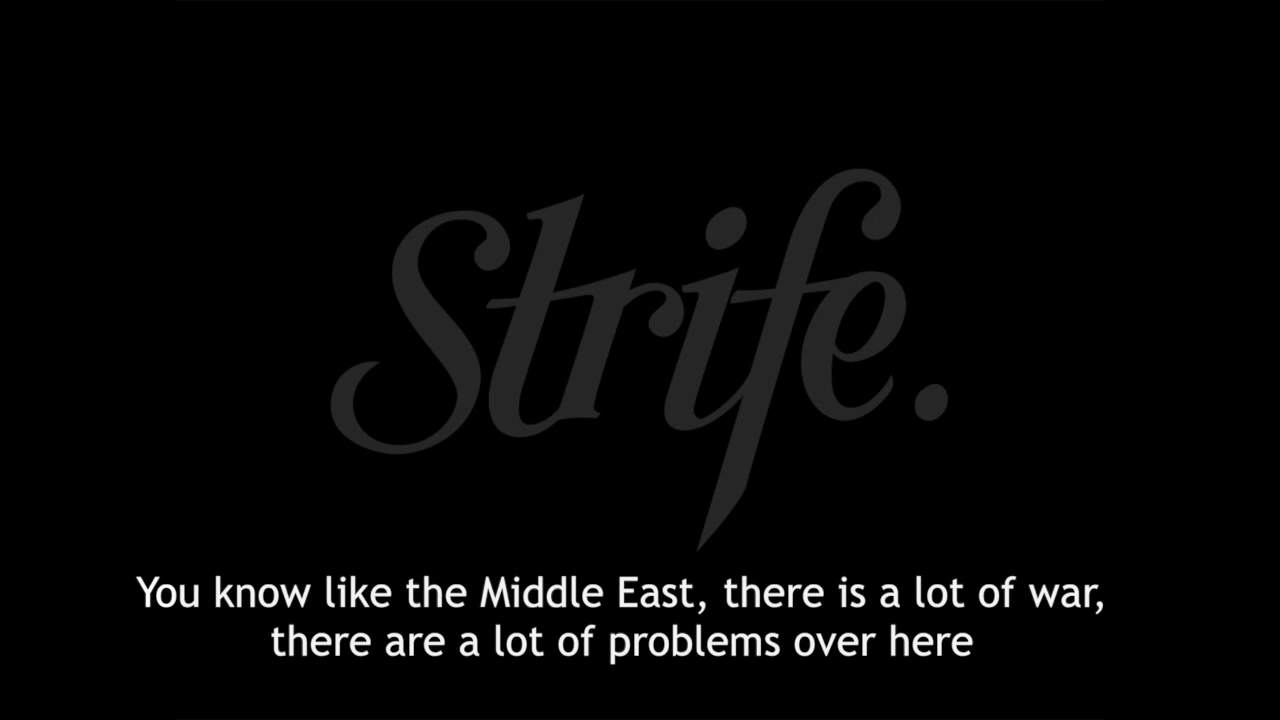 Strife.
You know like the Middle East, there is a lot of war,
there are a lot of problems over here